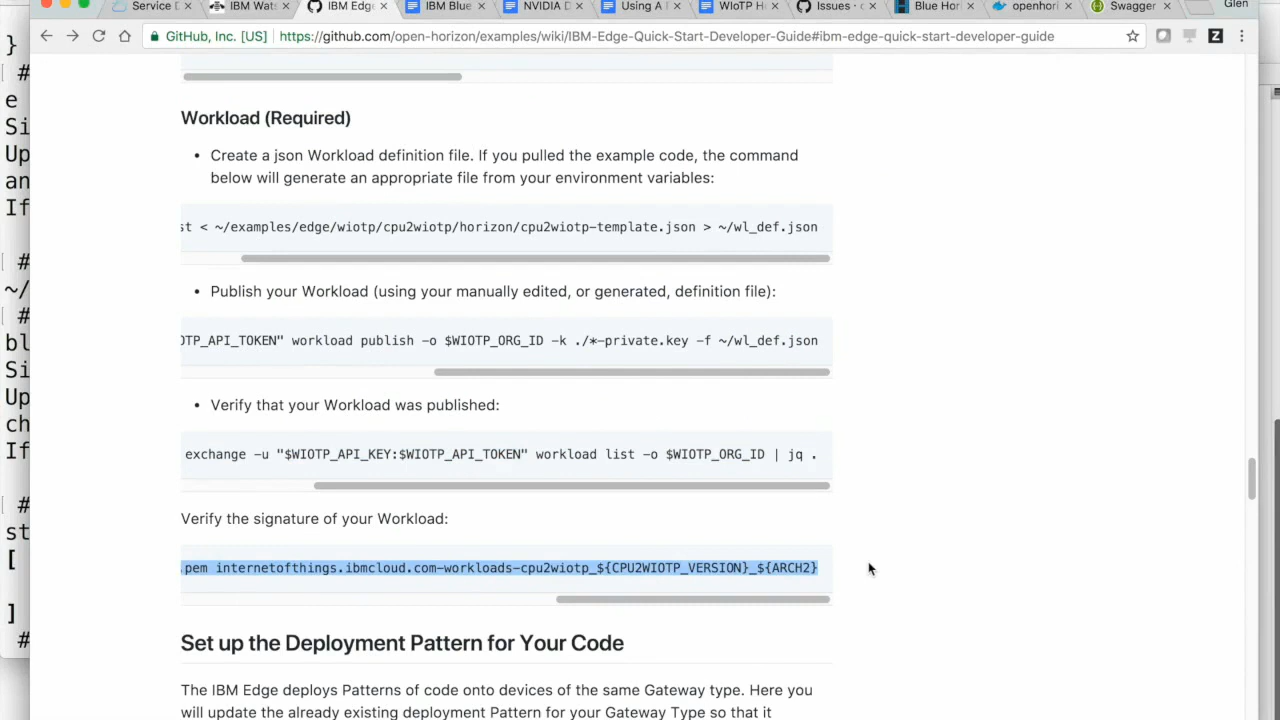 Service D
IBM Wats
IBM Edge
IBM Blue
NVIDIA D
Using A
WIoTP H
Issues ·
Blue Hor
openhori
Swagger
Glen
GitHub, Inc. [US]
https://github.com/open-horizon/examples/wiki/IBM-Edge-Quick-Start-Developer-Guide#ibm-edge-quick-start-developer-guide
Z
}
#
e
Si
Up
an
If
#
~/
#
bl
Si
Up
ch
If
#
st
[
]
#
Workload (Required)
• Create a json Workload definition file. If you pulled the example code, the command
below will generate an appropriate file from your environment variables:
st < ~/examples/edge/wiotp/cpu2wiotp/horizon/cpu2wiotp-template.json > ~/wl_def.json
• Publish your Workload (using your manually edited, or generated, definition file):
OTP_API_TOKEN" workload publish -o $WIOTP_ORG_ID -k ./*-private.key -f ~/wl_def.json
• Verify that your Workload was published:
exchange -u "$WIOTP_API_KEY:$WIOTP_API_TOKEN" workload list -o $WIOTP_ORG_ID | jq .
Verify the signature of your Workload:
.pem internetofthings.ibmcloud.com-workloads-cpu2wiotp_${CPU2WIOTP_VERSION}_${ARCH2}
Set up the Deployment Pattern for Your Code
The IBM Edge deploys Patterns of code onto devices of the same Gateway type. Here you
will update the already existing deployment Pattern for your Gateway Type so that it